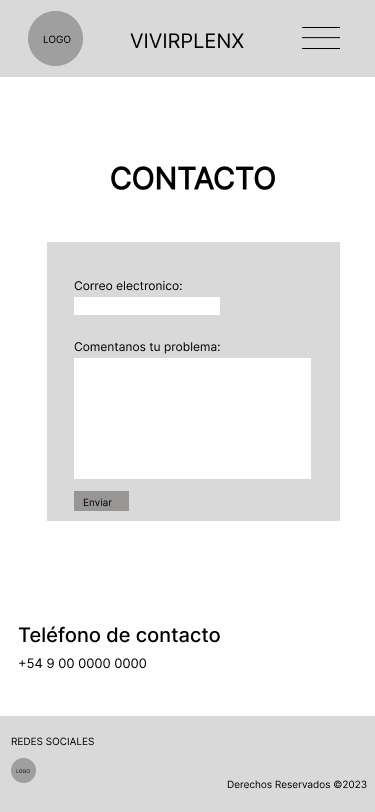 LOGO
VIVIRPLENX
CONTACTO
Correo electronico:
Comentanos tu problema:
Enviar
Teléfono de contacto
+54 9 00 0000 0000
REDES SOCIALES
LOGO
Derechos Reservados ©2023